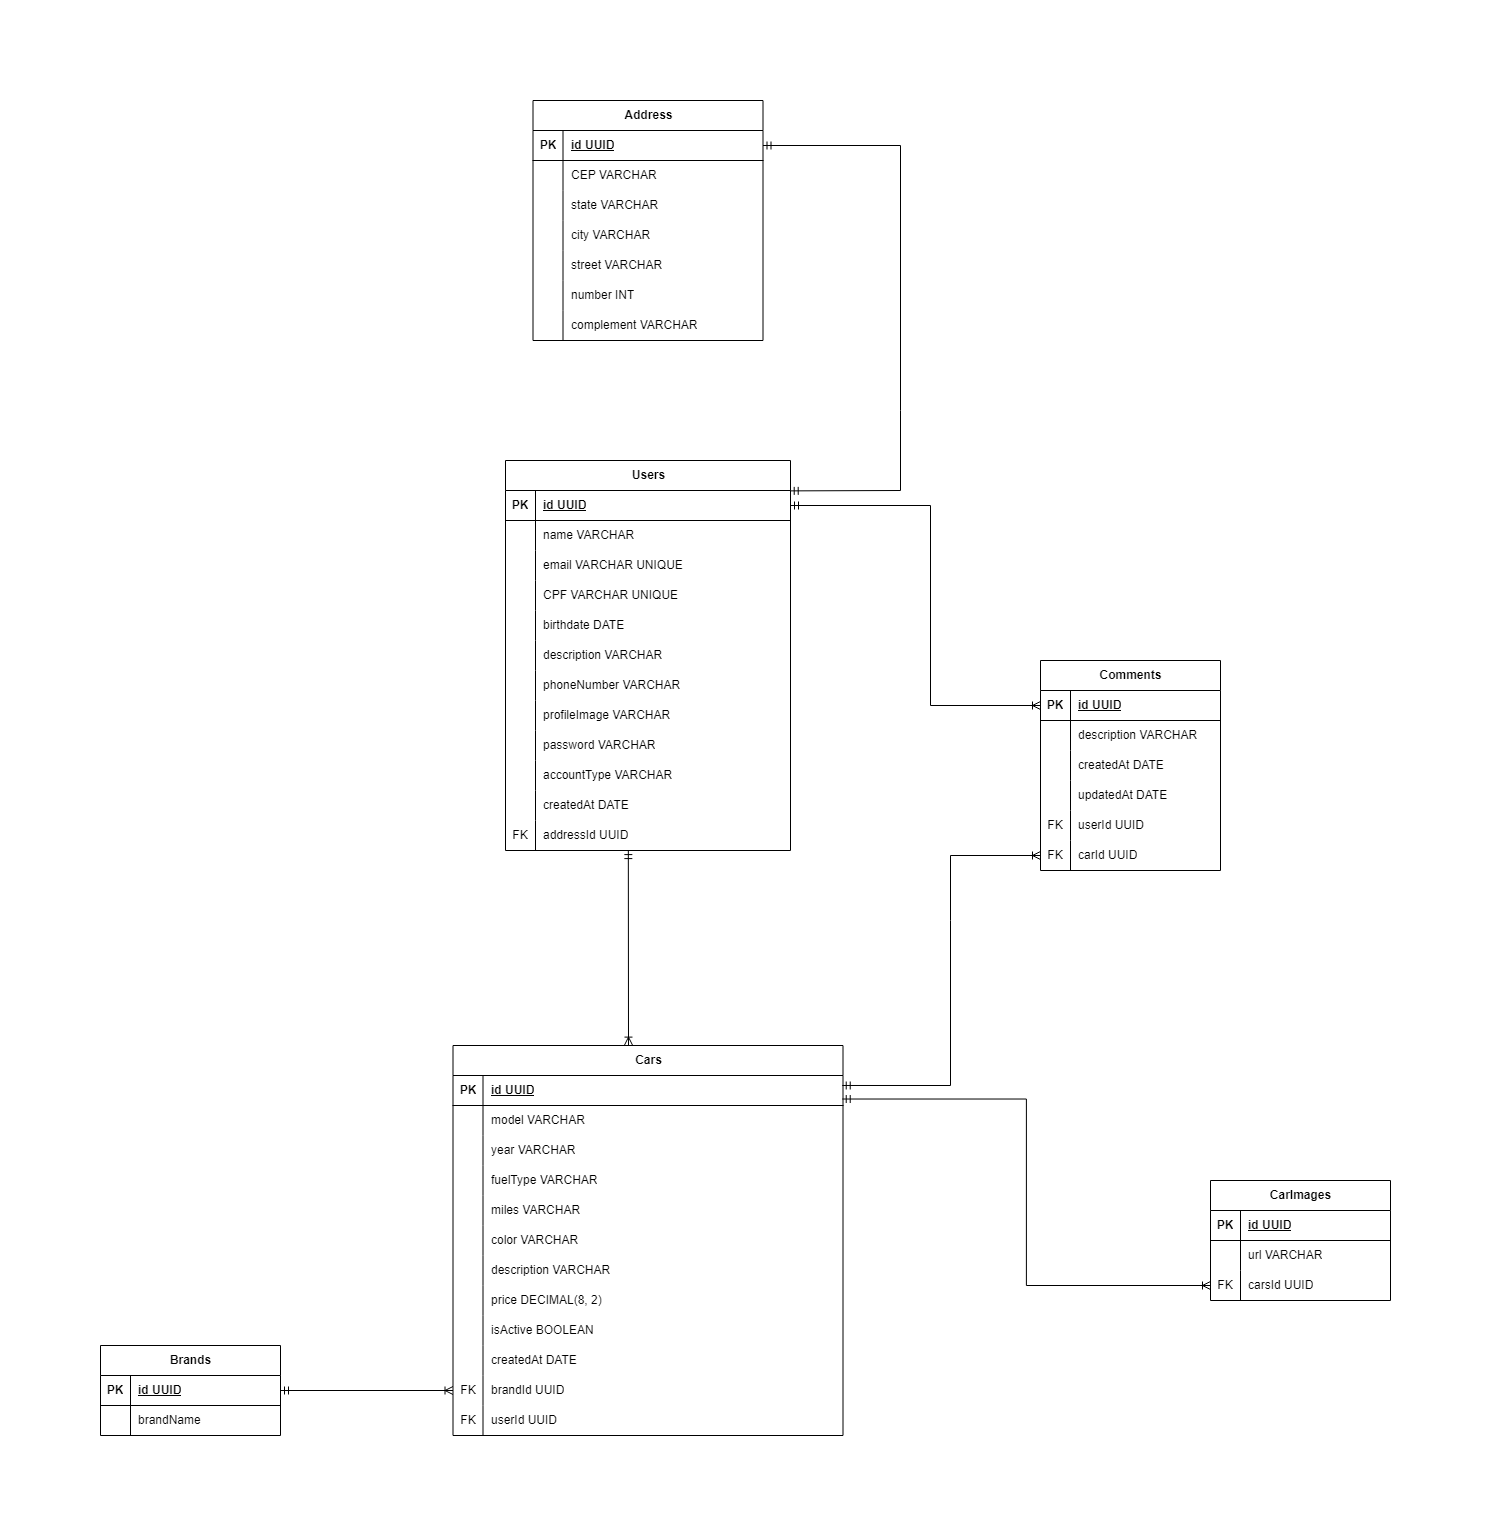 Address
PK id UUID
CEP VARCHAR
state VARCHAR
city VARCHAR
street VARCHAR
number INT
complement VARCHAR
Users
PK id UUID
name VARCHAR
email VARCHAR UNIQUE
CPF VARCHAR UNIQUE
birthdate DATE
description VARCHAR
phoneNumber VARCHAR
profileImage VARCHAR
password VARCHAR
accountType VARCHAR
createdAt DATE
FK addressId UUID
Comments
PK id UUID
description VARCHAR
createdAt DATE
updatedAt DATE
FK userId UUID
FK carId UUID
Cars
PK id UUID
model VARCHAR
year VARCHAR
fuelType VARCHAR
miles VARCHAR
color VARCHAR
description VARCHAR
price DECIMAL(8, 2)
isActive BOOLEAN
createdAt DATE
FK brandId UUID
FK userId UUID
CarImages
PK id UUID
url VARCHAR
FK carsId UUID
Brands
PK id UUID
brandName